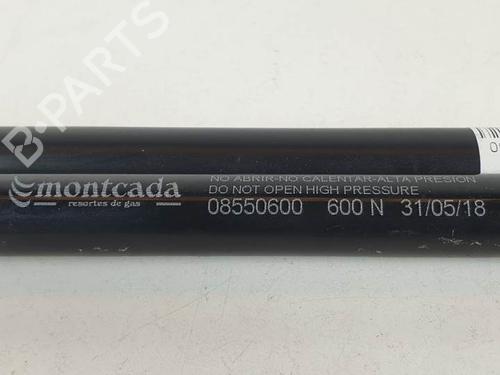 B-PARTS
montcada
resortes de gas
NO ABRIR-NO CALENTAR-ALTA PRESION
DO NOT OPEN HIGH PRESSURE
08550600 600 N 31/05/18